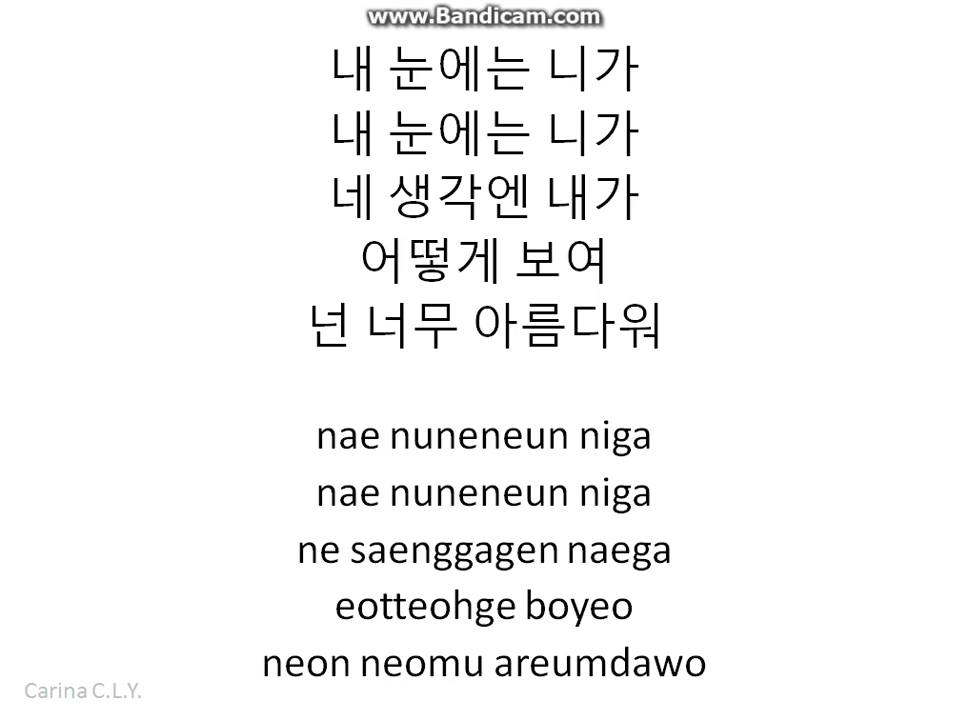 www.Bandicam.com
내 눈에는 니가
내 눈에는 니가
네 생각엔 내가
어떻게 보여
넌 너무 아름다워
nae nuneneun niga
nae nuneneun niga
ne saenggagen naega
eotteohge boyeo
neon neomu areumdawo
Carina C.L.Y.